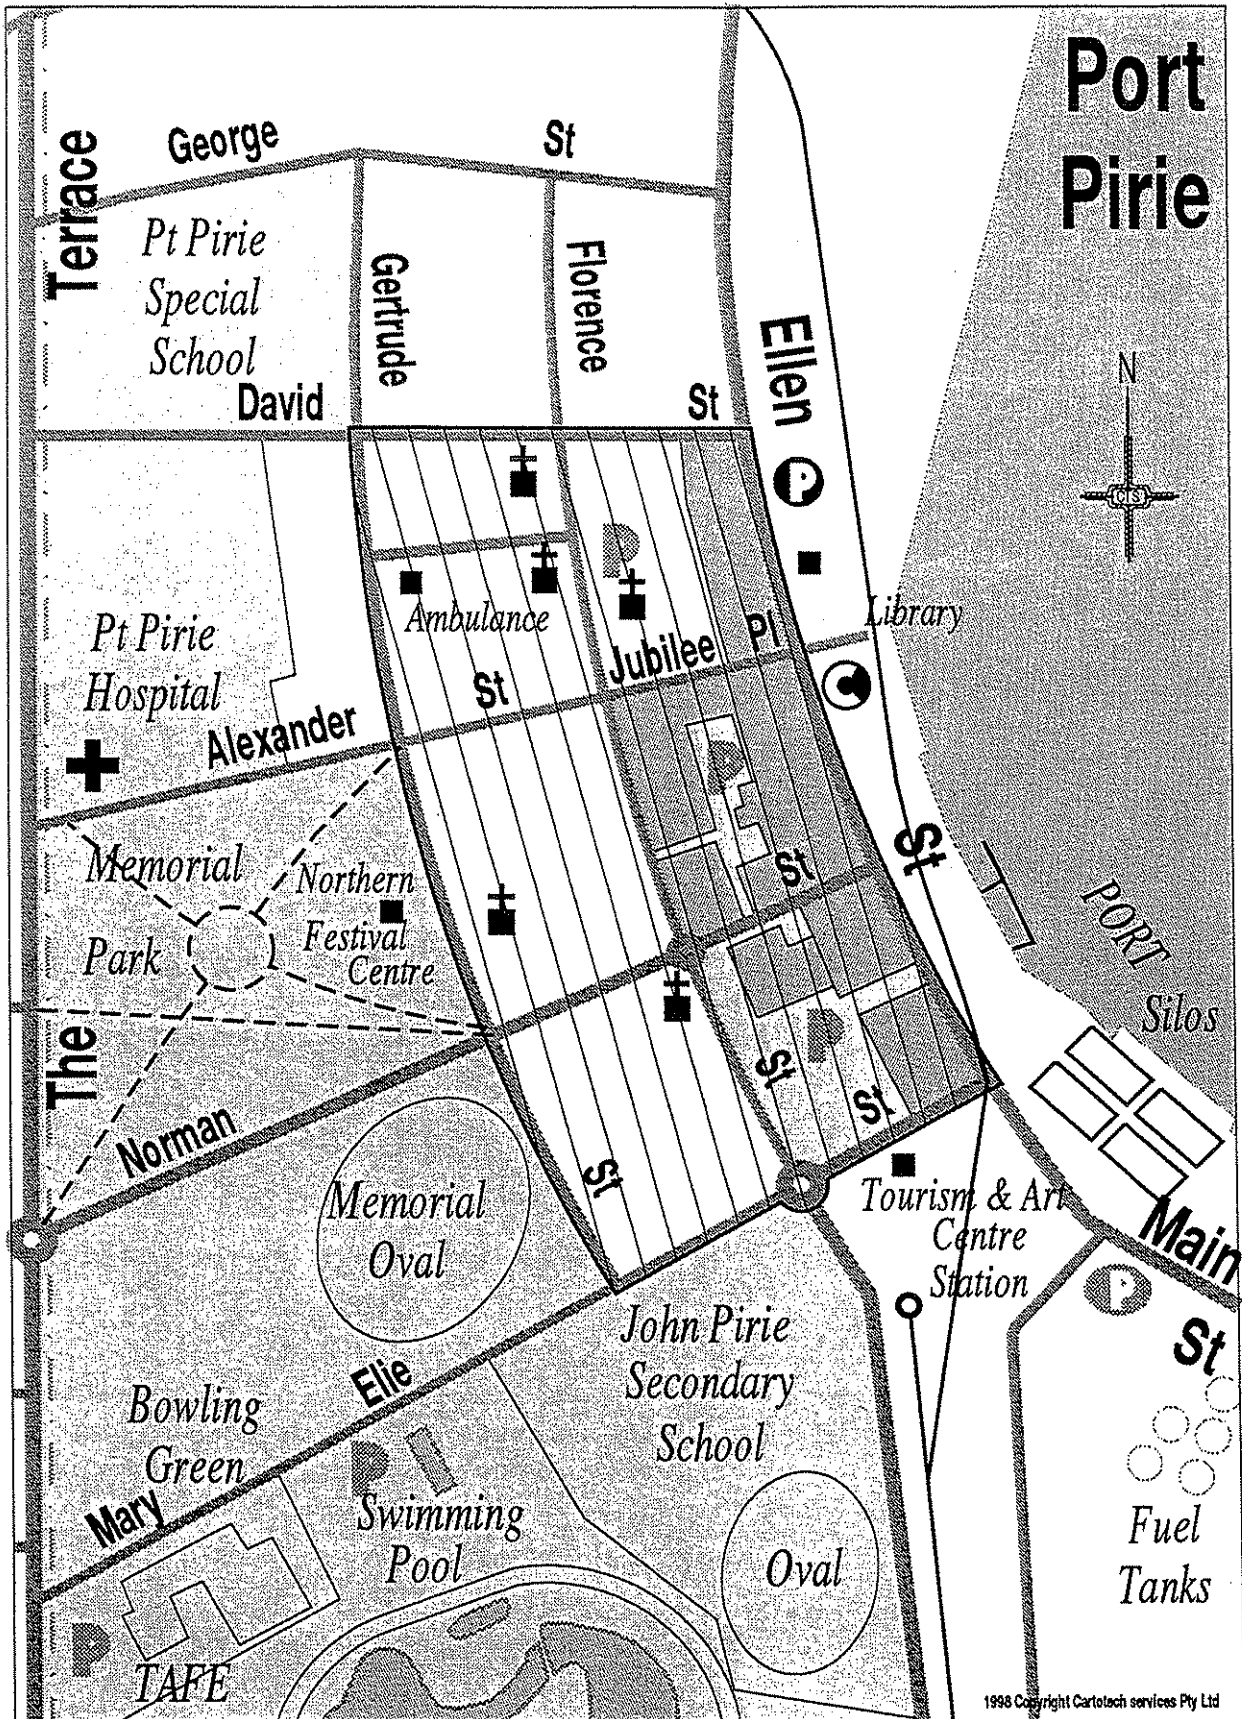 Port
Pirie
George
St
Terrace
Pt Pirie
Special
School
Gertrude
Florence
Ellen
N
David
St
P
CTS
P
Ambulance
Library
Pt Pirie
Hospital
Jubilee Pl
St
Alexander
P
Memorial
Park
Northern
Festival
Centre
St
St
PORT
Silos
The
P
St
St
Norman
St
Memorial
Oval
Tourism & Art
Centre
Station
Main
St
P
John Pirie
Secondary
School
Elie
Bowling
Green
P
Mary
Swimming
Pool
Oval
Fuel
Tanks
P
TAFE
1998 Copyright Cartotech services Pty Ltd